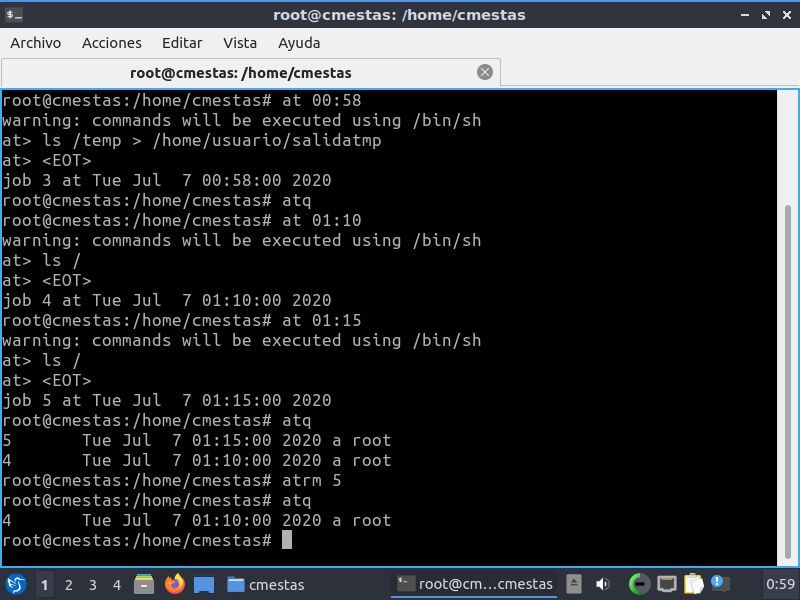 root@cmestas: /home/cmestas
Archivo Acciones Editar Vista Ayuda
root@cmestas: /home/cmestas
root@cmestas:/home/cmestas# at 00:58
warning: commands will be executed using /bin/sh
at> ls /temp > /home/usuario/salidatmp
at> <EOT>
job 3 at Tue Jul  7 00:58:00 2020
root@cmestas:/home/cmestas# atq
root@cmestas:/home/cmestas# at 01:10
warning: commands will be executed using /bin/sh
at> ls /
at> <EOT>
job 4 at Tue Jul  7 01:10:00 2020
root@cmestas:/home/cmestas# at 01:15
warning: commands will be executed using /bin/sh
at> ls /
at> <EOT>
job 5 at Tue Jul  7 01:15:00 2020
root@cmestas:/home/cmestas# atq
5       Tue Jul  7 01:15:00 2020 a root
4       Tue Jul  7 01:10:00 2020 a root
root@cmestas:/home/cmestas# atrm 5
root@cmestas:/home/cmestas# atq
4       Tue Jul  7 01:10:00 2020 a root
root@cmestas:/home/cmestas#
1 2 3 4 cmestas root@cm...cmestas 0:59